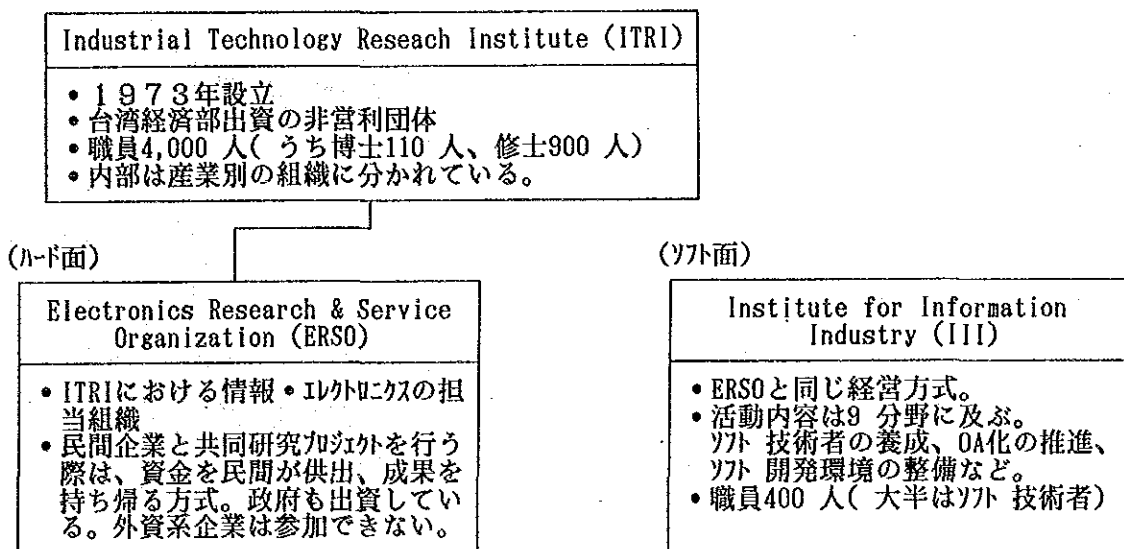 Industrial Technology Reseach Institute (ITRI)
• 1973年設立
• 台湾経済部出資の非営利団体
• 職員4,000 人( うち博士110 人、修士900 人)
• 内部は産業別の組織に分かれている。
(ﾊｰﾄﾞ面)
Electronics Research & Service
Organization (ERSO)
• ITRIにおける情報•ｴﾚｸﾄﾛﾆｸｽの担
当組織
• 民間企業と共同研究ﾌﾟﾛｼﾞｪｸﾄを行う
際は、資金を民間が供出、成果を
持ち帰る方式。政府も出資してい
る。外資系企業は参加できない。
(ｿﾌﾄ面)
Institute for Information
Industry (III)
• ERSOと同じ経営方式。
• 活動内容は9 分野に及ぶ。
ｿﾌﾄ 技術者の養成、OA化の推進、
ｿﾌﾄ 開発環境の整備など。
• 職員400 人( 大半はｿﾌﾄ 技術者)